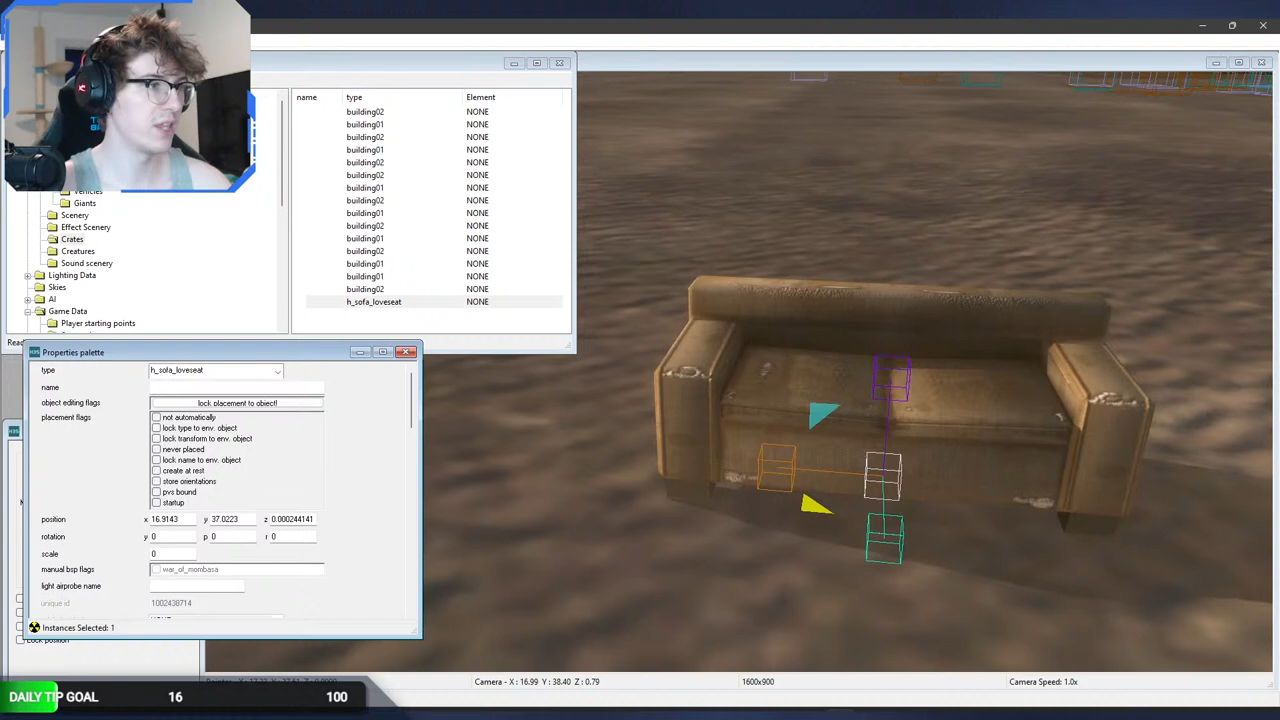 name type Element
building02 NONE
building01 NONE
building02 NONE
building01 NONE
building02 NONE
building02 NONE
building01 NONE
building02 NONE
building01 NONE
building02 NONE
building01 NONE
building02 NONE
building01 NONE
building01 NONE
building02 NONE
h_sofa_loveseat NONE
Vehicles
Giants
Scenery
Effect Scenery
Crates
Creatures
Sound scenery
Lighting Data
Skies
AI
Game Data
Player starting points
Properties palette
type h_sofa_loveseat
name
object editing flags lock placement to object!
placement flags not automatically
lock type to env. object
lock transform to env. object
never placed
lock name to env. object
create at rest
store orientations
pvs bound
startup
position x 16.9143 y 37.0223 z 0.000244141
rotation y 0 p 0 r 0
scale 0
manual bsp flags war_of_mombasa
light airprobe name
unique id 1002438714
Instances Selected: 1
Camera - X : 16.99 Y : 38.40 Z : 0.79
1600x900
Camera Speed: 1.0x
DAILY TIP GOAL 16 100